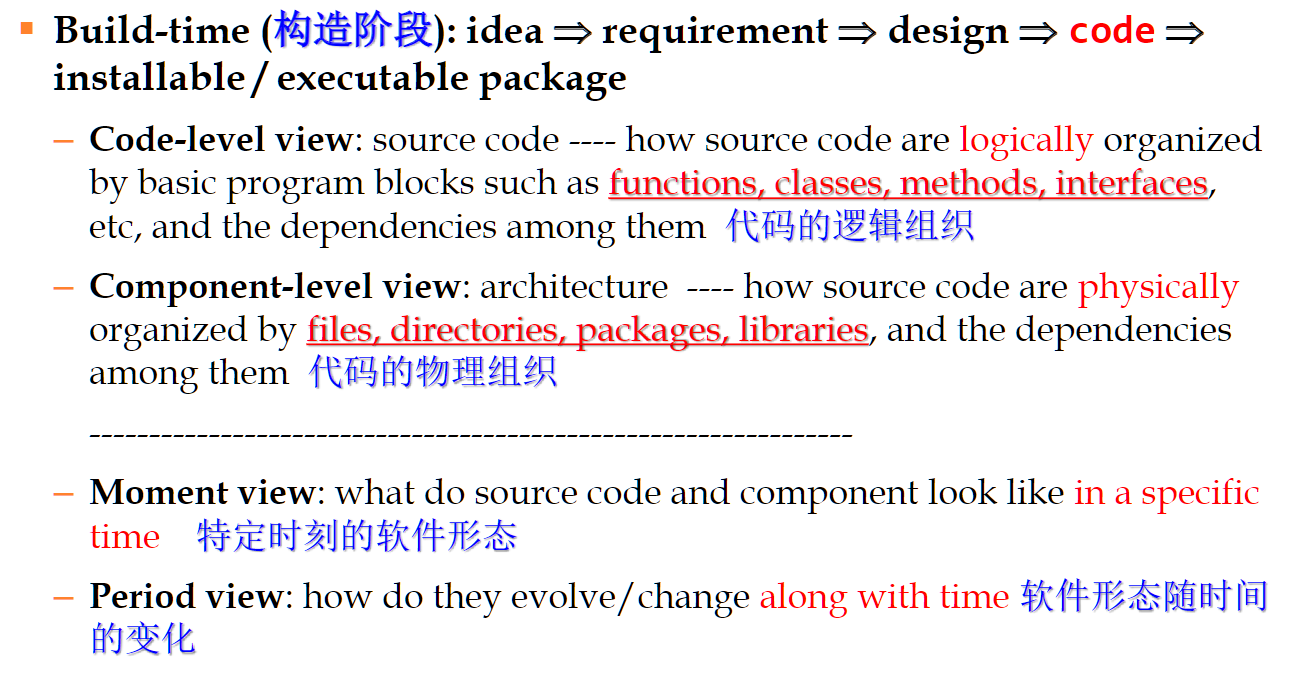 ▪ Build-time (构造阶段): idea ⇒ requirement ⇒ design ⇒ code ⇒
installable / executable package
– Code-level view: source code ---- how source code are logically organized
by basic program blocks such as functions, classes, methods, interfaces,
etc, and the dependencies among them 代码的逻辑组织
– Component-level view: architecture ---- how source code are physically
organized by files, directories, packages, libraries, and the dependencies
among them 代码的物理组织
----------------------------------------------------------------
– Moment view: what do source code and component look like in a specific
time 特定时刻的软件形态
– Period view: how do they evolve/change along with time 软件形态随时间
的变化